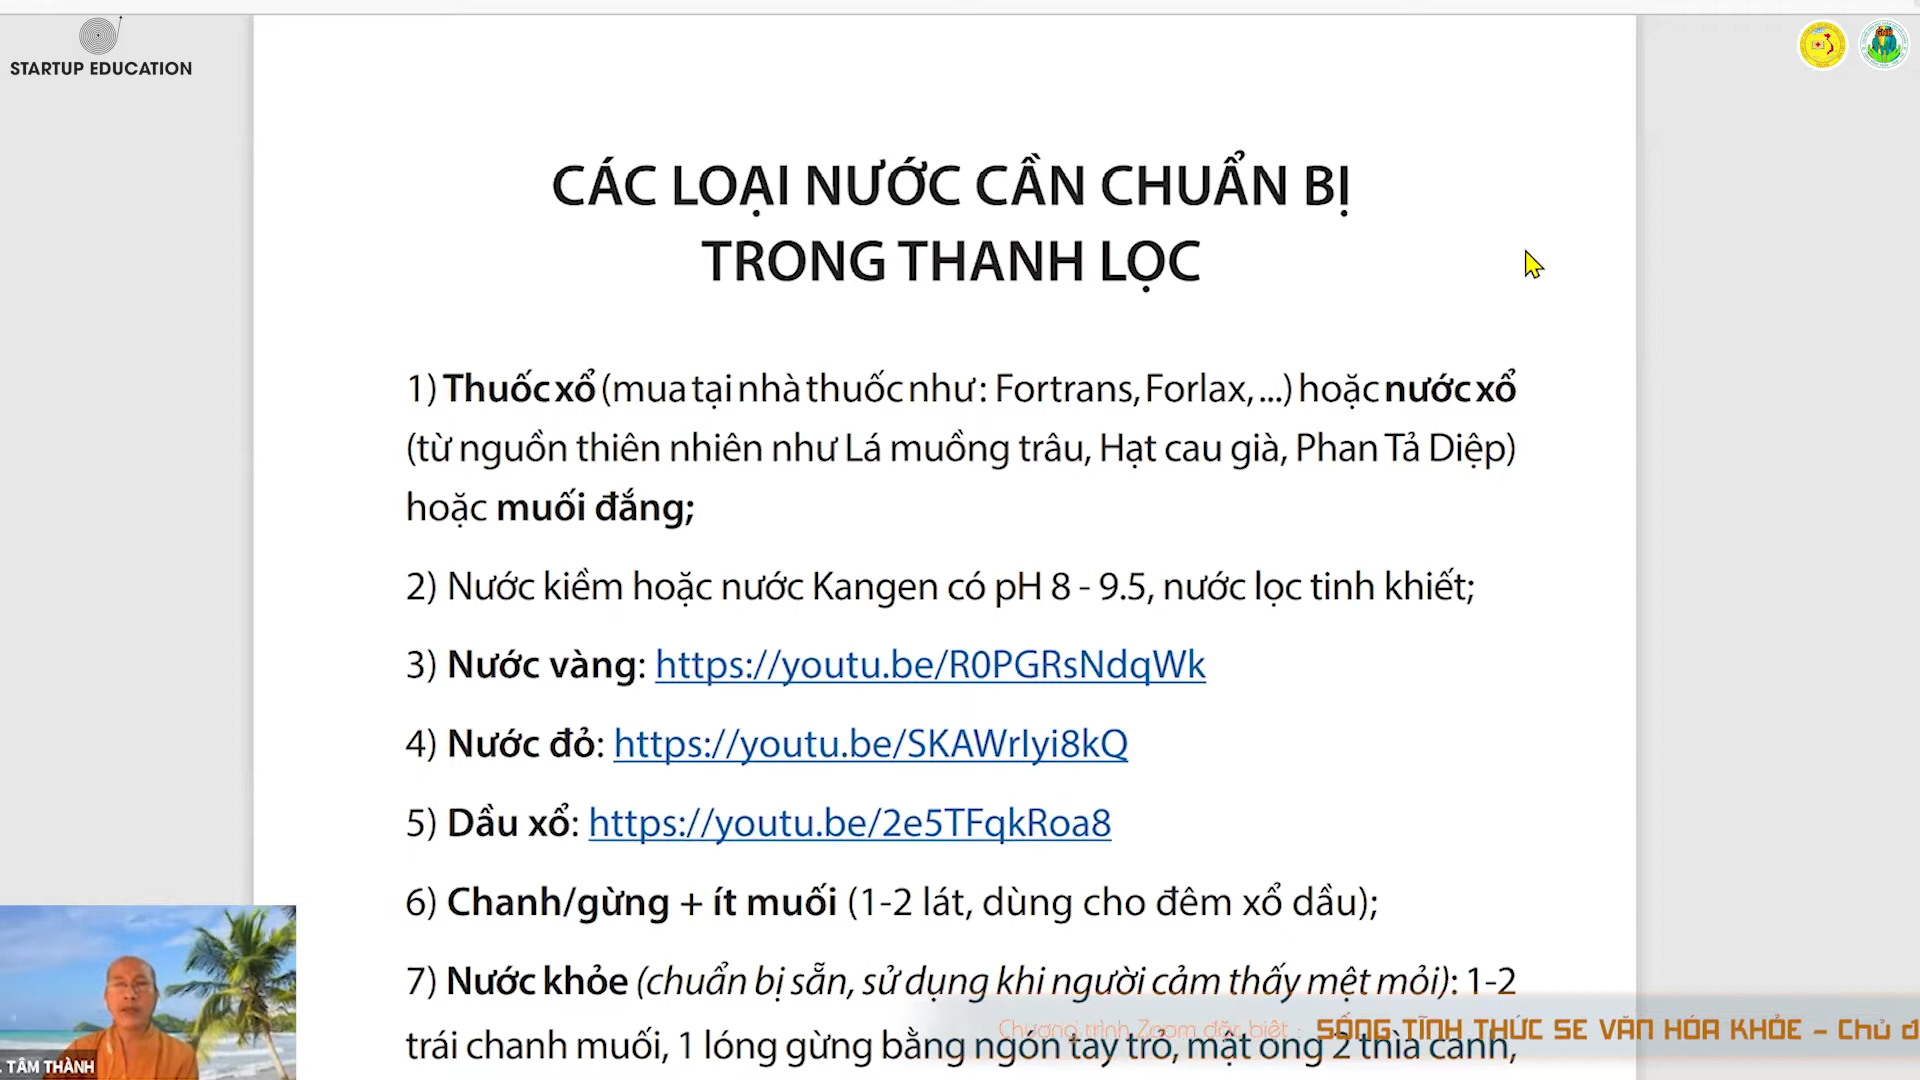 STARTUP EDUCATION
CÁC LOẠI NƯỚC CẦN CHUẨN BỊ
TRONG THANH LỌC
1) Thuốc xổ (mua tại nhà thuốc như: Fortrans, Forlax, ...) hoặc nước xổ
(từ nguồn thiên nhiên như Lá muồng trâu, Hạt cau già, Phan Tả Diệp)
hoặc muối đắng;
2) Nước kiềm hoặc nước Kangen có pH 8 - 9.5, nước lọc tinh khiết;
3) Nước vàng: https://youtu.be/R0PGRsNdqWk
4) Nước đỏ: https://youtu.be/SKAWrIyi8kQ
5) Dầu xổ: https://youtu.be/2e5TFqkRoa8
6) Chanh/gừng + ít muối (1-2 lát, dùng cho đêm xổ dầu);
7) Nước khỏe (chuẩn bị sẵn, sử dụng khi người cảm thấy mệt mỏi): 1-2
trái chanh muối, 1 lóng gừng bằng ngón tay trỏ, mật ong 2 thìa canh,
Chương trình Zoom đặc biệt : SỐNG TỈNH THỨC SE VĂN HÓA KHỎE - Chủ đ
. TÂM THÀNH